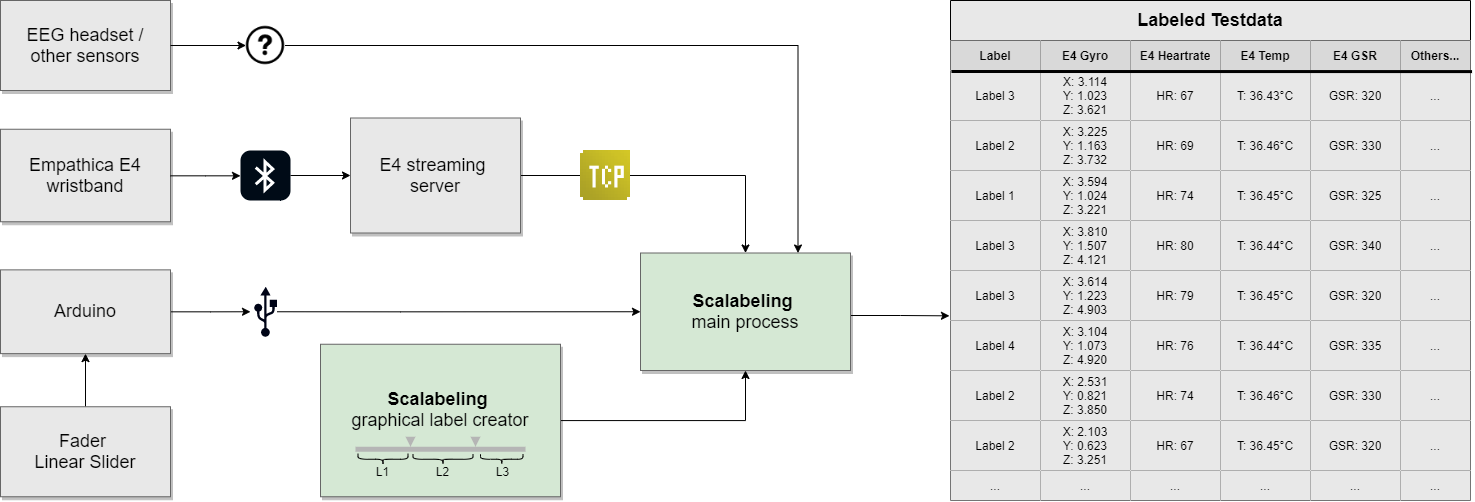 EEG headset /
other sensors
?
Empathica E4
wristband
E4 streaming
server
TCP
Arduino
Fader
Linear Slider
Scalabeling
graphical label creator
L1 L2 L3
Scalabeling
main process
Labeled Testdata
Label E4 Gyro E4 Heartrate E4 Temp E4 GSR Others...
X: 3.114
Label 3 Y: 1.023 HR: 67 T: 36.43°C GSR: 320 ...
Z: 3.621
X: 3.225
Label 2 Y: 1.163 HR: 69 T: 36.46°C GSR: 330 ...
Z: 3.732
X: 3.594
Label 1 Y: 1.024 HR: 74 T: 36.45°C GSR: 325 ...
Z: 3.221
X: 3.810
Label 3 Y: 1.507 HR: 80 T: 36.44°C GSR: 340 ...
Z: 4.121
X: 3.614
Label 3 Y: 1.223 HR: 79 T: 36.45°C GSR: 320 ...
Z: 4.903
X: 3.104
Label 4 Y: 1.073 HR: 76 T: 36.44°C GSR: 335 ...
Z: 4.920
X: 2.531
Label 2 Y: 0.821 HR: 74 T: 36.46°C GSR: 330 ...
Z: 3.850
X: 2.103
Label 2 Y: 0.623 HR: 67 T: 36.45°C GSR: 320 ...
Z: 3.251
... ... ... ... ... ...